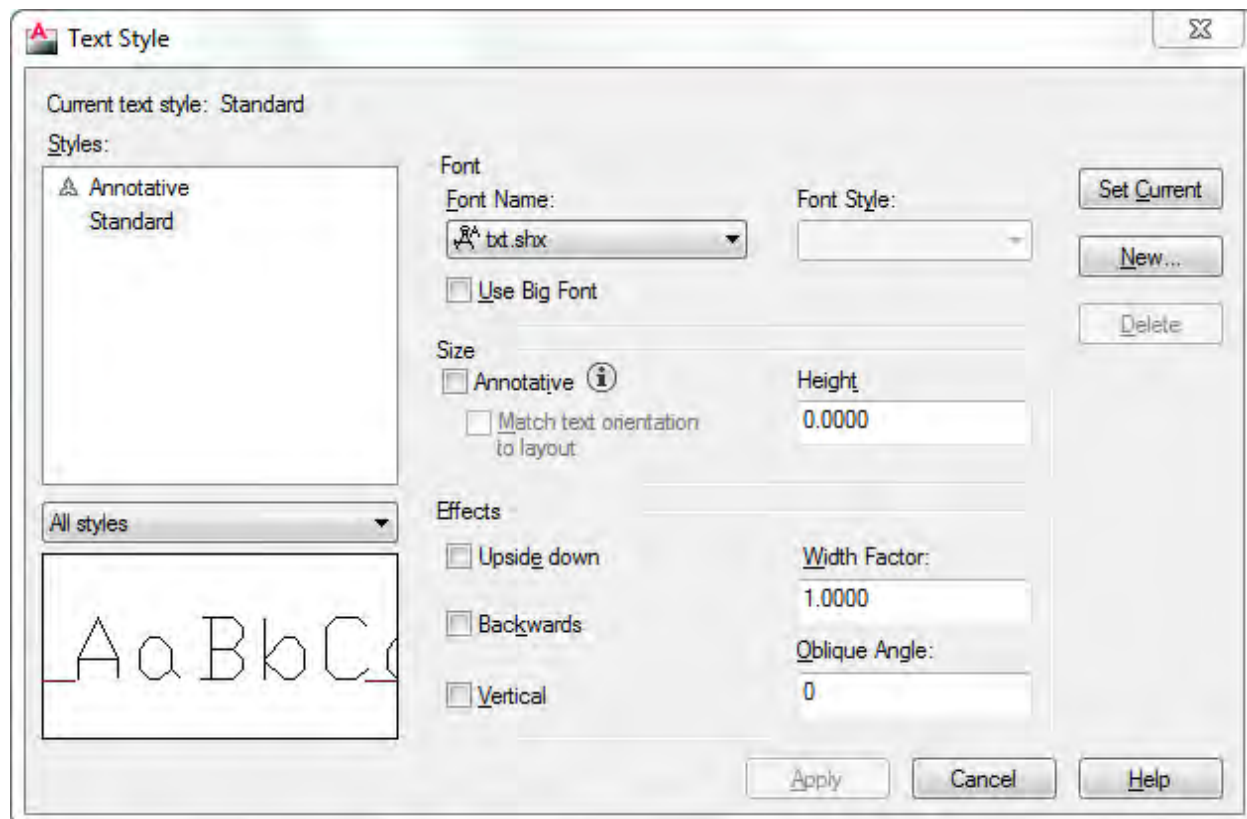 Text Style
Current text style: Standard
Styles:
Annotative
Standard
All styles
AaBbC
Font
Font Name:
txt.shx
Use Big Font
Font Style:
Size
Annotative
Match text orientation
to layout
Height
0.0000
Effects
Upside down
Backwards
Vertical
Width Factor:
1.0000
Oblique Angle:
0
Set Current
New...
Delete
Apply
Cancel
Help